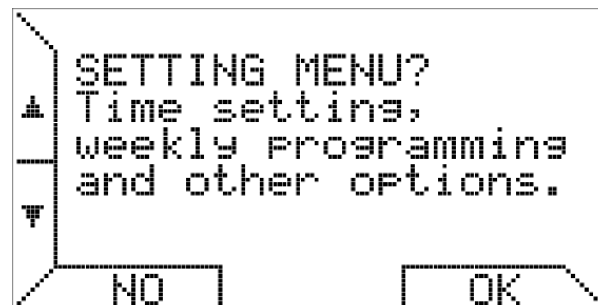 SETTING MENU?
Time setting,
weekly programming
and other options.
NO
OK